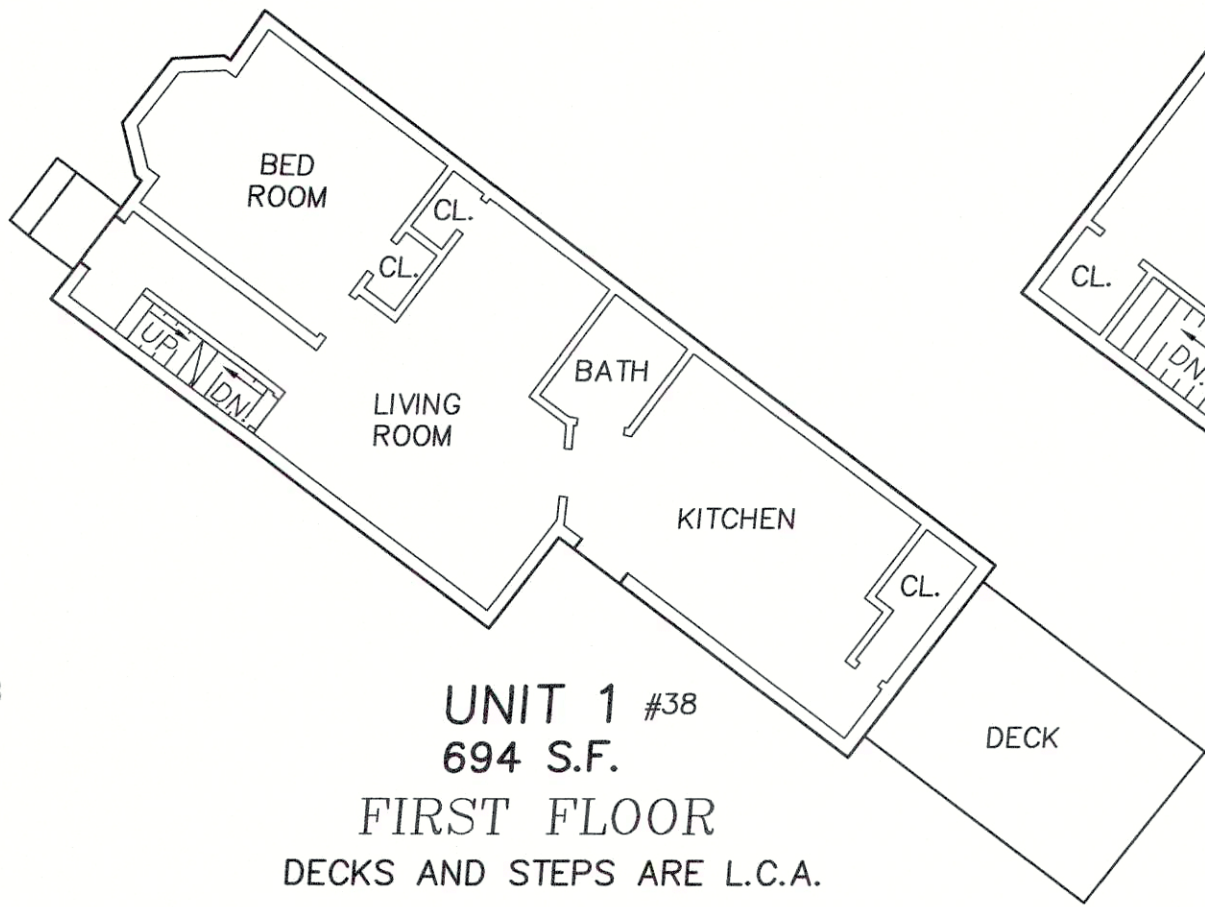 BED
ROOM
CL.
CL.
CL.
UP
DN.
DN.
BATH
LIVING
ROOM
KITCHEN
CL.
DECK
UNIT 1 #38
694 S.F.
FIRST FLOOR
DECKS AND STEPS ARE L.C.A.